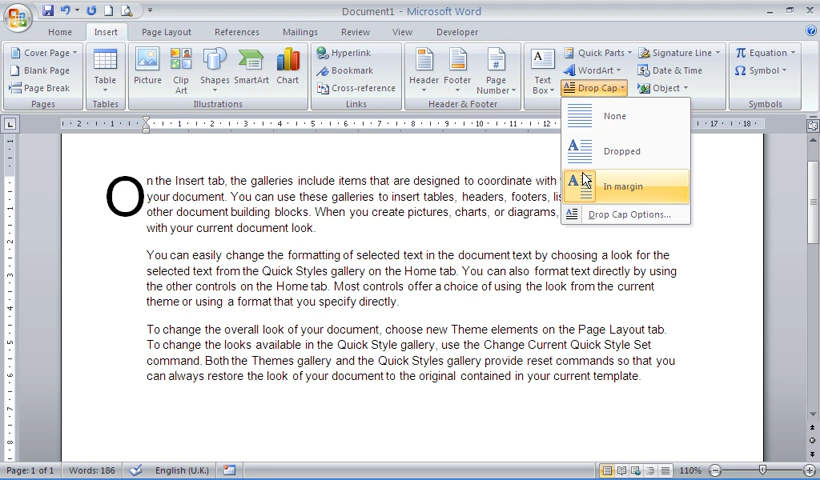 Document1 - Microsoft Word
Home Insert Page Layout References Mailings Review View Developer
Cover Page
Blank Page
Page Break
Pages
Table
Tables
Picture
Clip
Art
Shapes
SmartArt
Chart
Illustrations
Hyperlink
Bookmark
Cross-reference
Links
Header
Footer
Page
Number
Header & Footer
Text
Box
Quick Parts
WordArt
Drop Cap
Signature Line
Date & Time
Object
Equation
Symbol
Symbols
None
Dropped
In margin
Drop Cap Options...
On the Insert tab, the galleries include items that are designed to coordinate with
your document. You can use these galleries to insert tables, headers, footers,
other document building blocks. When you create pictures, charts, or diagrams,
with your current document look.
You can easily change the formatting of selected text in the document text by choosing a look for the
selected text from the Quick Styles gallery on the Home tab. You can also format text directly by using
the other controls on the Home tab. Most controls offer a choice of using the look from the current
theme or using a format that you specify directly.
To change the overall look of your document, choose new Theme elements on the Page Layout tab.
To change the looks available in the Quick Style gallery, use the Change Current Quick Style Set
command. Both the Themes gallery and the Quick Styles gallery provide reset commands so that you
can always restore the look of your document to the original contained in your current template.
Page: 1 of 1 Words: 186 English (U.K.) 110%